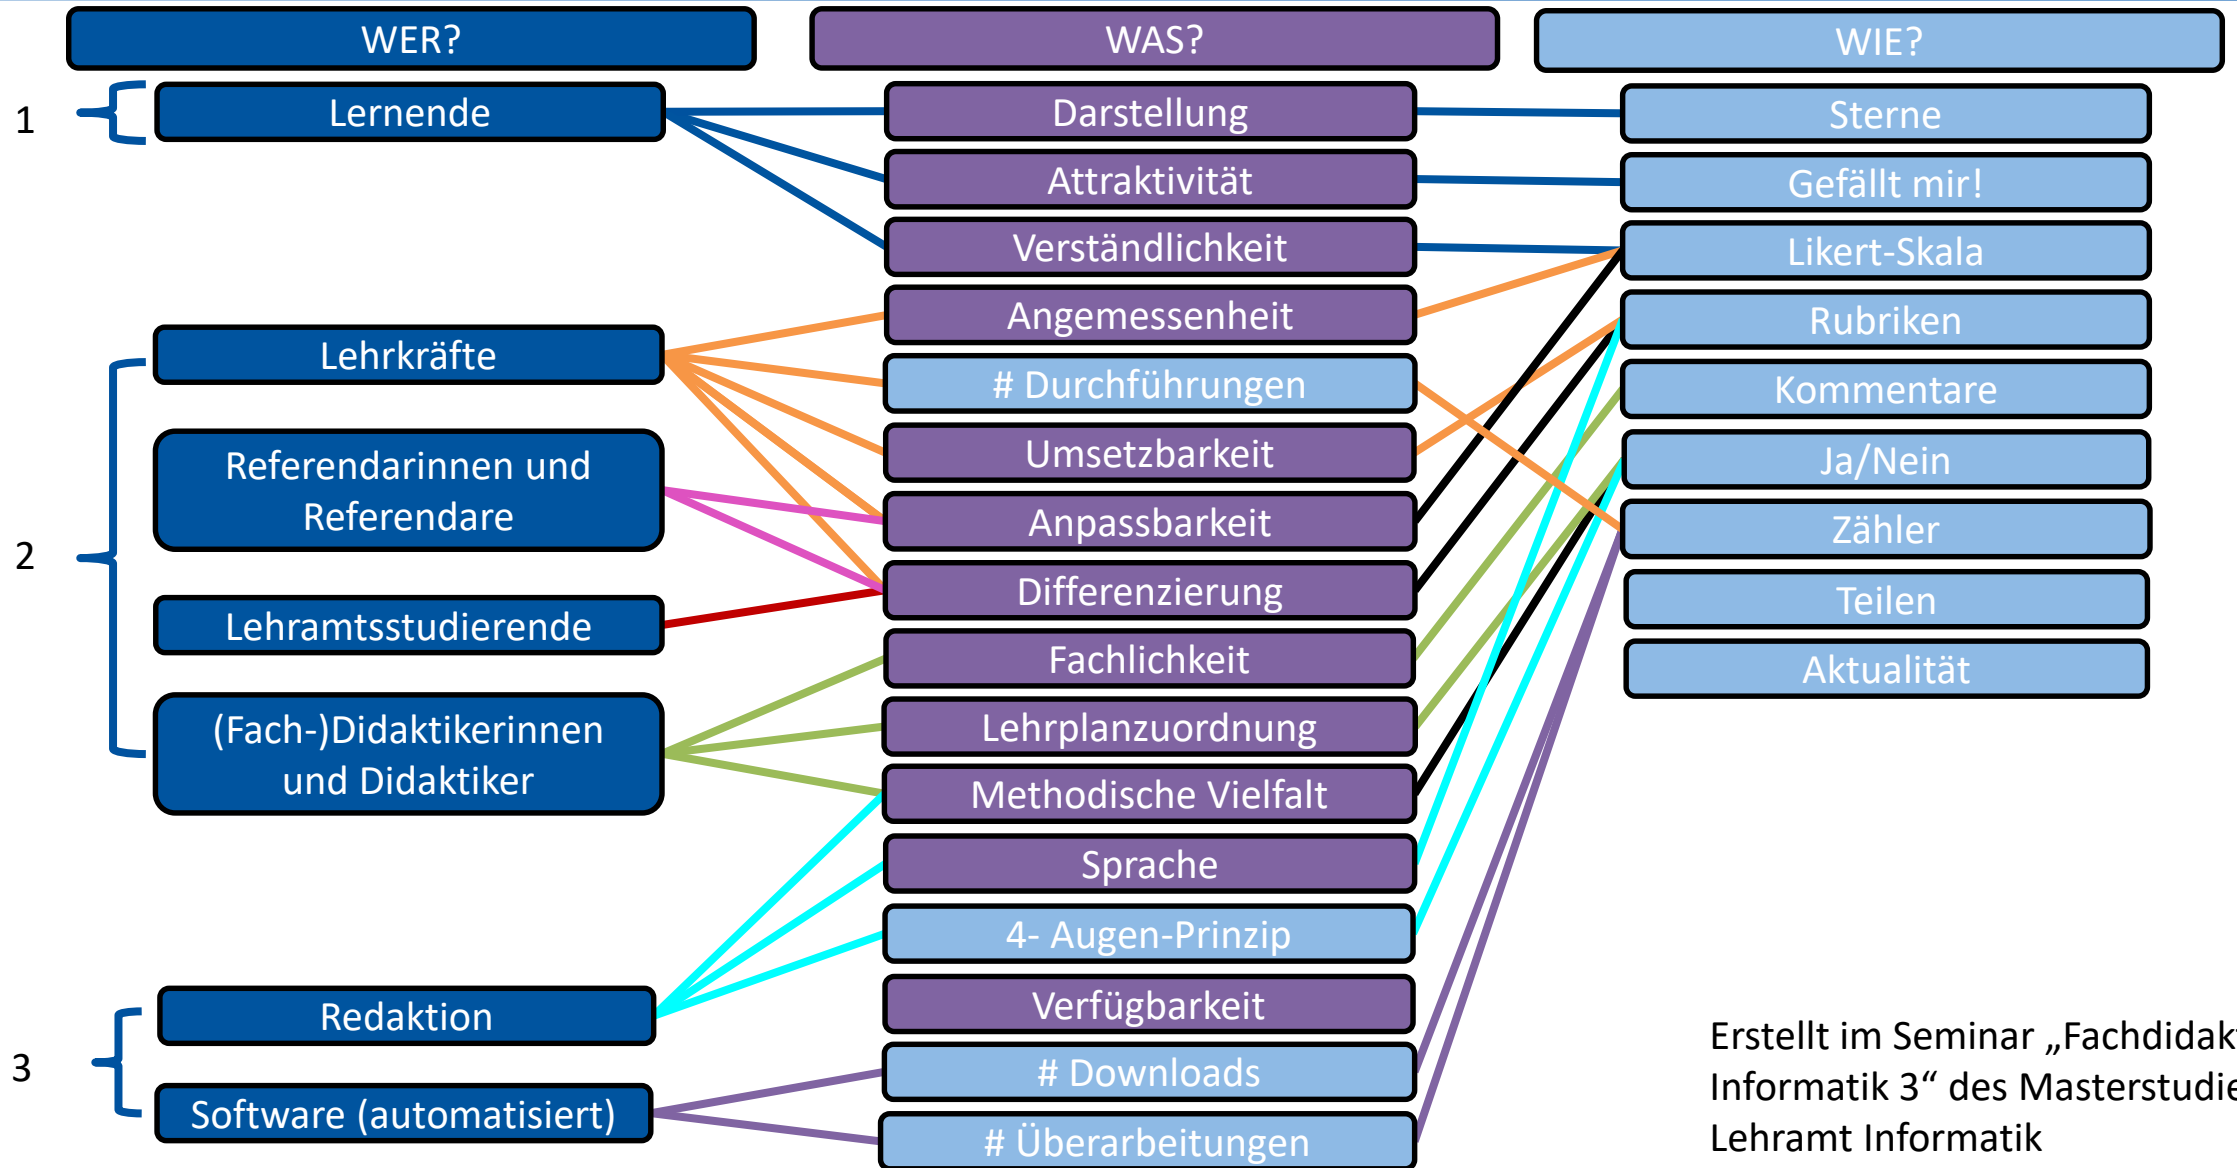 WER?
WAS?
WIE?
1
Lernende
2
Lehrkräfte
Referendarinnen und
Referendare
Lehramtsstudierende
(Fach-)Didaktikerinnen
und Didaktiker
3
Redaktion
Software (automatisiert)
Darstellung
Attraktivität
Verständlichkeit
Angemessenheit
# Durchführungen
Umsetzbarkeit
Anpassbarkeit
Differenzierung
Fachlichkeit
Lehrplanzuordnung
Methodische Vielfalt
Sprache
4- Augen-Prinzip
Verfügbarkeit
# Downloads
# Überarbeitungen
Sterne
Gefällt mir!
Likert-Skala
Rubriken
Kommentare
Ja/Nein
Zähler
Teilen
Aktualität
Erstellt im Seminar „Fachdidakt
Informatik 3“ des Masterstudie
Lehramt Informatik